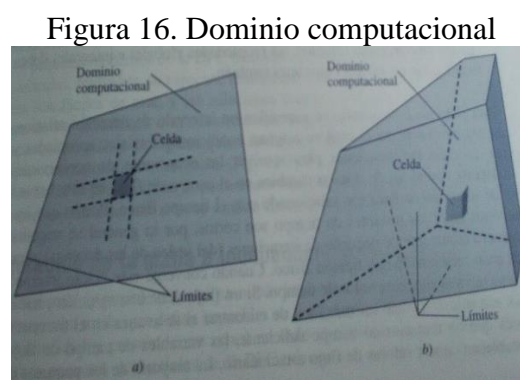 Figura 16. Dominio computacional
Dominio
computacional
Celda
Límites
a)
Dominio
computacional
Celda
Límites
b)